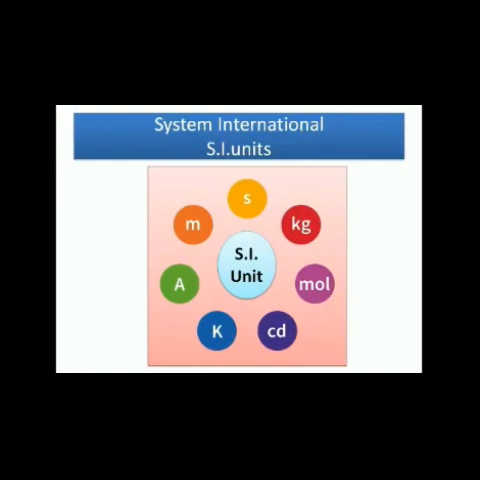 System International
S.I.units
s
m
kg
S.I.
Unit
A
mol
K
cd